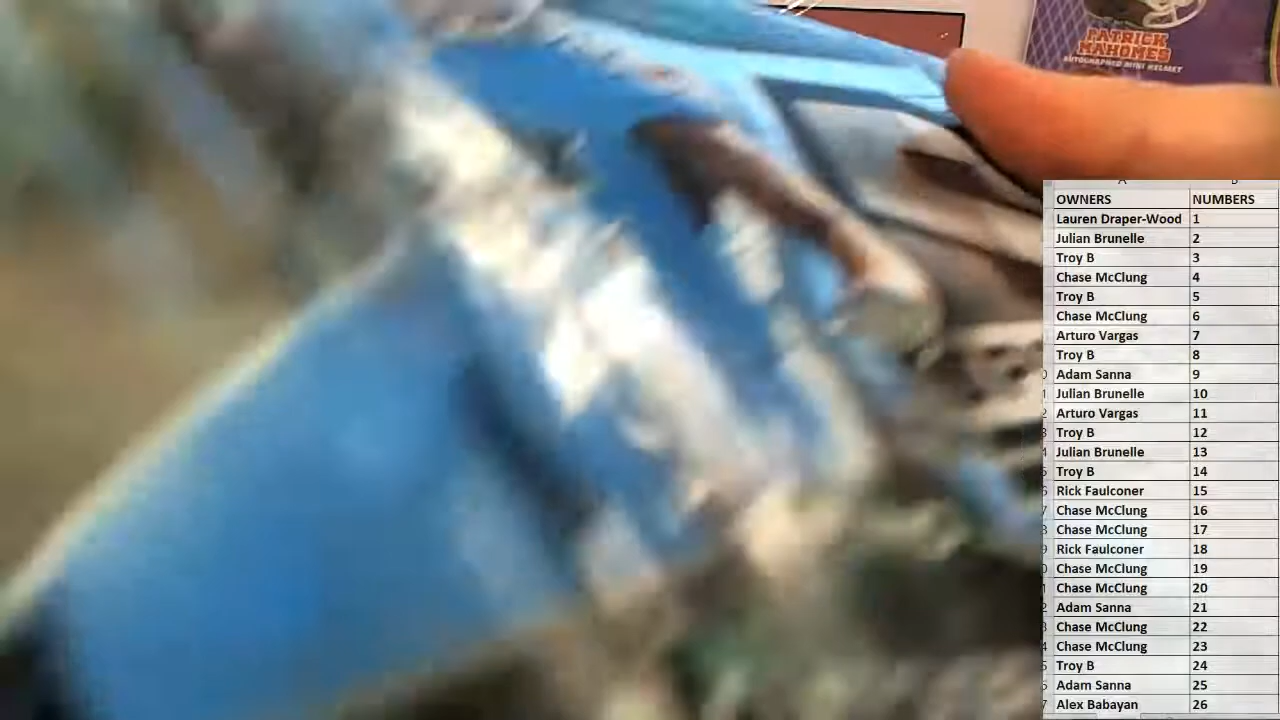 PATRICK
MAHOMES
AUTOGRAPHED MINI HELMET
OWNERS NUMBERS
Lauren Draper-Wood 1
Julian Brunelle 2
Troy B 3
Chase McClung 4
Troy B 5
Chase McClung 6
Arturo Vargas 7
Troy B 8
Adam Sanna 9
Julian Brunelle 10
Arturo Vargas 11
Troy B 12
Julian Brunelle 13
Troy B 14
Rick Faulconer 15
Chase McClung 16
Chase McClung 17
Rick Faulconer 18
Chase McClung 19
Chase McClung 20
Adam Sanna 21
Chase McClung 22
Chase McClung 23
Troy B 24
Adam Sanna 25
Alex Babayan 26